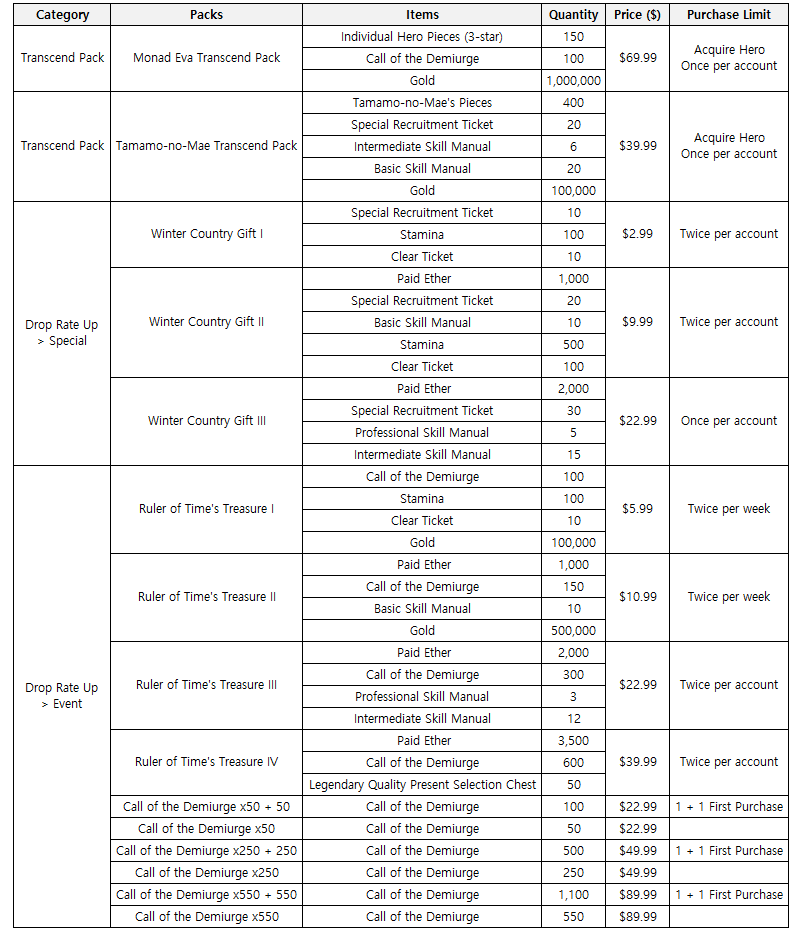 Category Packs Items Quantity Price ($) Purchase Limit
Transcend Pack Monad Eva Transcend Pack Individual Hero Pieces (3-star) 150 $69.99 Acquire Hero
Once per account
Call of the Demiurge 100
Gold 1,000,000
Transcend Pack Tamamo-no-Mae Transcend Pack Tamamo-no-Mae's Pieces 400 $39.99 Acquire Hero
Once per account
Special Recruitment Ticket 20
Intermediate Skill Manual 6
Basic Skill Manual 20
Gold 100,000
Drop Rate Up
> Special
Winter Country Gift I Special Recruitment Ticket 10 $2.99 Twice per account
Stamina 100
Clear Ticket 10
Winter Country Gift II Paid Ether 1,000 $9.99 Twice per account
Special Recruitment Ticket 20
Basic Skill Manual 10
Stamina 500
Clear Ticket 100
Winter Country Gift III Paid Ether 2,000 $22.99 Once per account
Special Recruitment Ticket 30
Professional Skill Manual 5
Intermediate Skill Manual 15
Drop Rate Up
> Event
Ruler of Time's Treasure I Call of the Demiurge 100 $5.99 Twice per week
Stamina 100
Clear Ticket 10
Gold 100,000
Ruler of Time's Treasure II Paid Ether 1,000 $10.99 Twice per week
Call of the Demiurge 150
Basic Skill Manual 10
Gold 500,000
Ruler of Time's Treasure III Paid Ether 2,000 $22.99 Twice per account
Call of the Demiurge 300
Professional Skill Manual 3
Intermediate Skill Manual 12
Ruler of Time's Treasure IV Paid Ether 3,500 $39.99 Twice per account
Call of the Demiurge 600
Legendary Quality Present Selection Chest 50
Call of the Demiurge x50 + 50 Call of the Demiurge 100 $22.99 1 + 1 First Purchase
Call of the Demiurge x50 Call of the Demiurge 50 $22.99
Call of the Demiurge x250 + 250 Call of the Demiurge 500 $49.99 1 + 1 First Purchase
Call of the Demiurge x250 Call of the Demiurge 250 $49.99
Call of the Demiurge x550 + 550 Call of the Demiurge 1,100 $89.99 1 + 1 First Purchase
Call of the Demiurge x550 Call of the Demiurge 550 $89.99